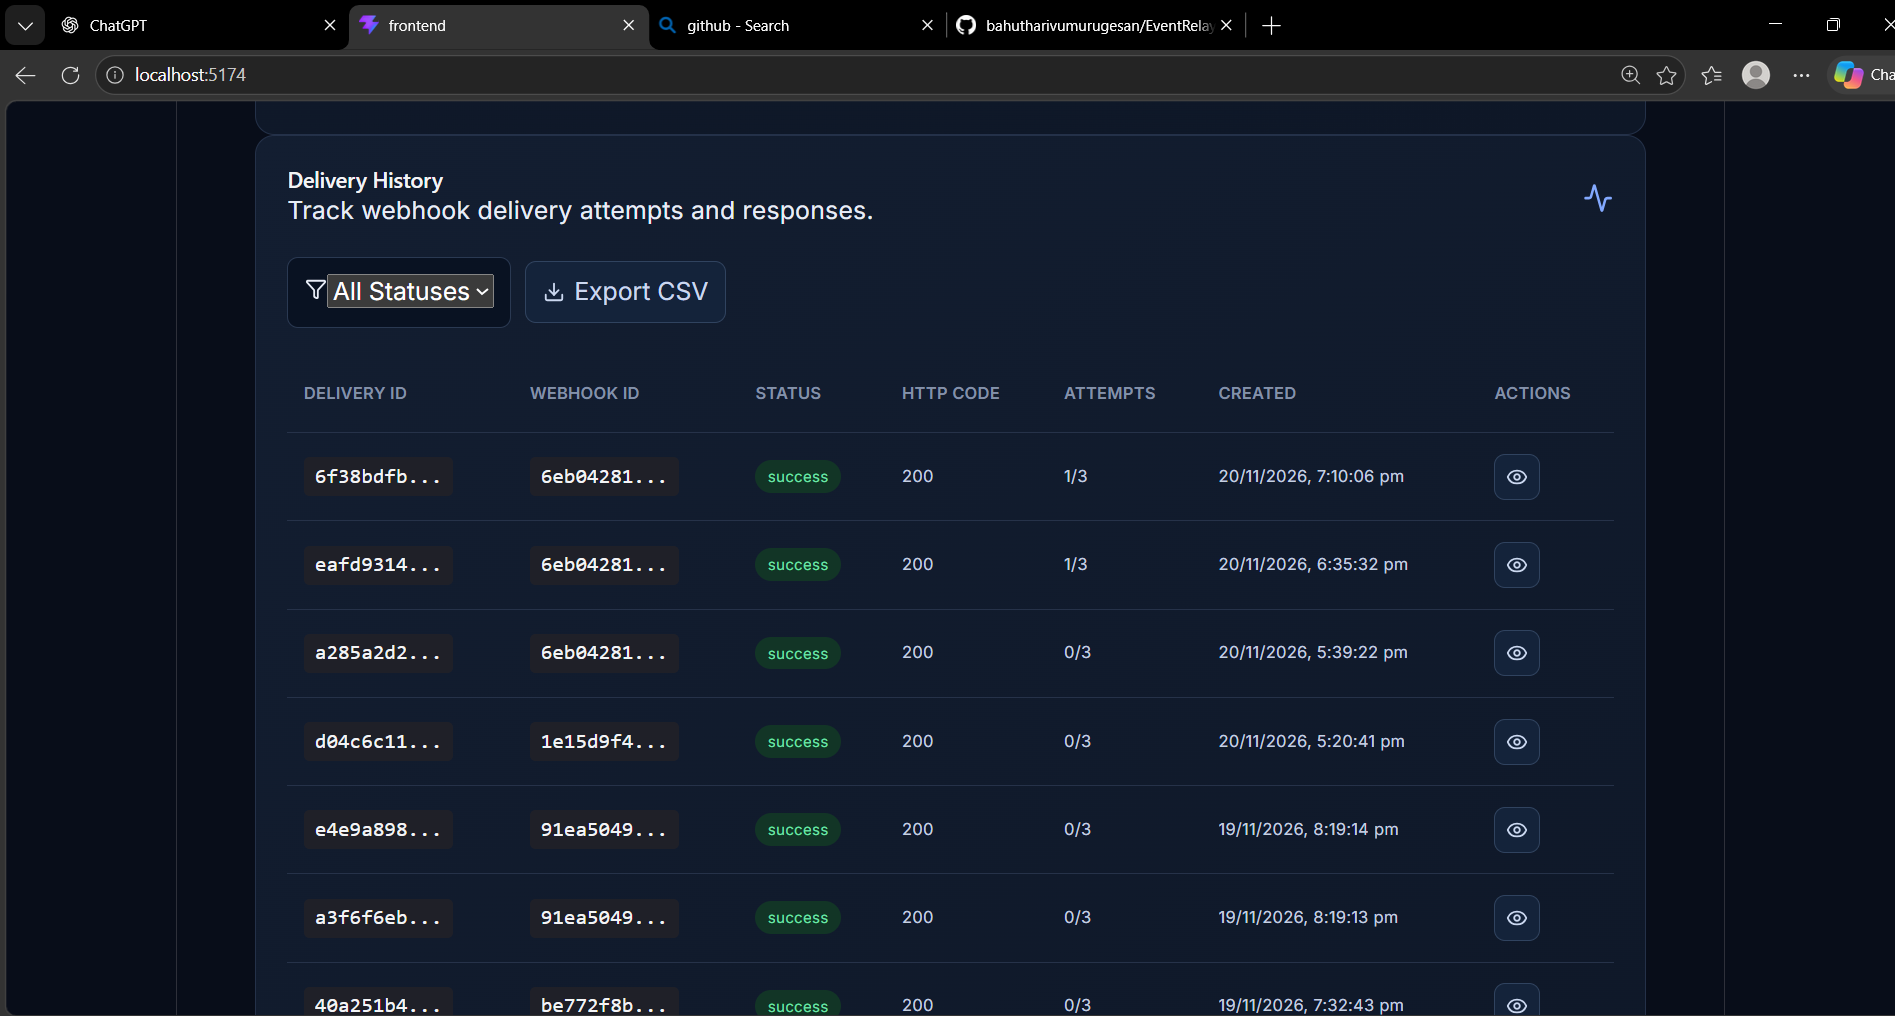 ChatGPT
frontend
github - Search
bahutharivumurugesan/EventRelay
localhost:5174
Cha
Delivery History
Track webhook delivery attempts and responses.
All Statuses
Export CSV
DELIVERY ID WEBHOOK ID STATUS HTTP CODE ATTEMPTS CREATED ACTIONS
6f38bdfb... 6eb04281... success 200 1/3 20/11/2026, 7:10:06 pm
eafd9314... 6eb04281... success 200 1/3 20/11/2026, 6:35:32 pm
a285a2d2... 6eb04281... success 200 0/3 20/11/2026, 5:39:22 pm
d04c6c11... 1e15d9f4... success 200 0/3 20/11/2026, 5:20:41 pm
e4e9a898... 91ea5049... success 200 0/3 19/11/2026, 8:19:14 pm
a3f6f6eb... 91ea5049... success 200 0/3 19/11/2026, 8:19:13 pm
40a251b4... be772f8b... success 200 0/3 19/11/2026, 7:32:43 pm